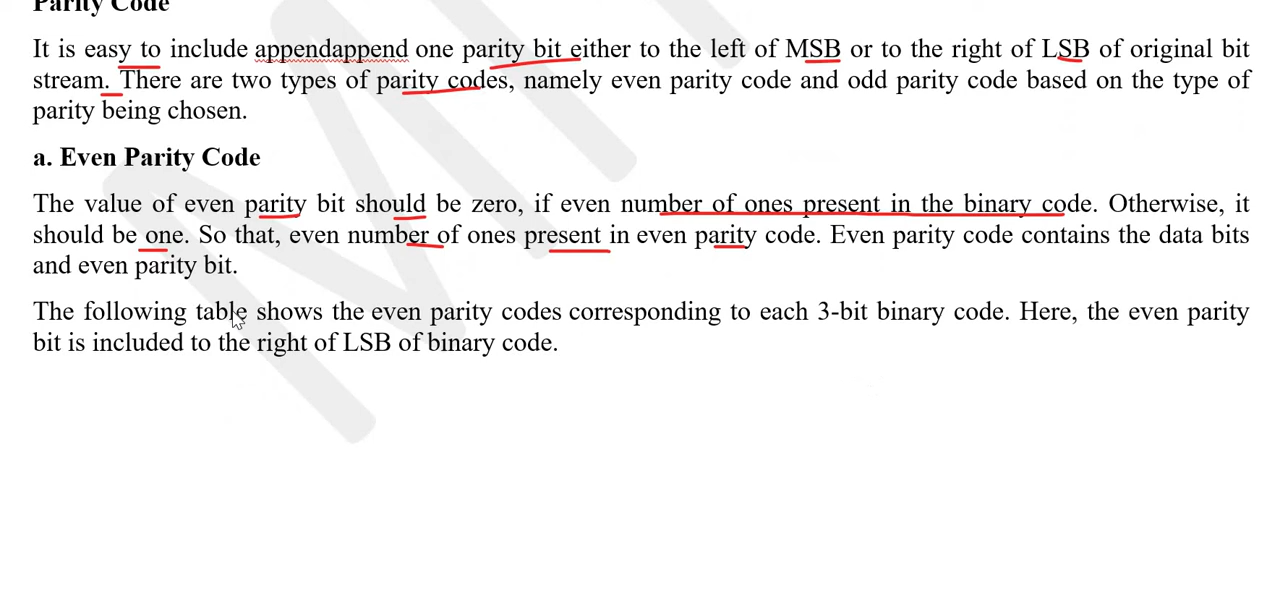 Parity Code
It is easy to include appendappend one parity bit either to the left of MSB or to the right of LSB of original bit
stream. There are two types of parity codes, namely even parity code and odd parity code based on the type of
parity being chosen.
a. Even Parity Code
The value of even parity bit should be zero, if even number of ones present in the binary code. Otherwise, it
should be one. So that, even number of ones present in even parity code. Even parity code contains the data bits
and even parity bit.
The following table shows the even parity codes corresponding to each 3-bit binary code. Here, the even parity
bit is included to the right of LSB of binary code.